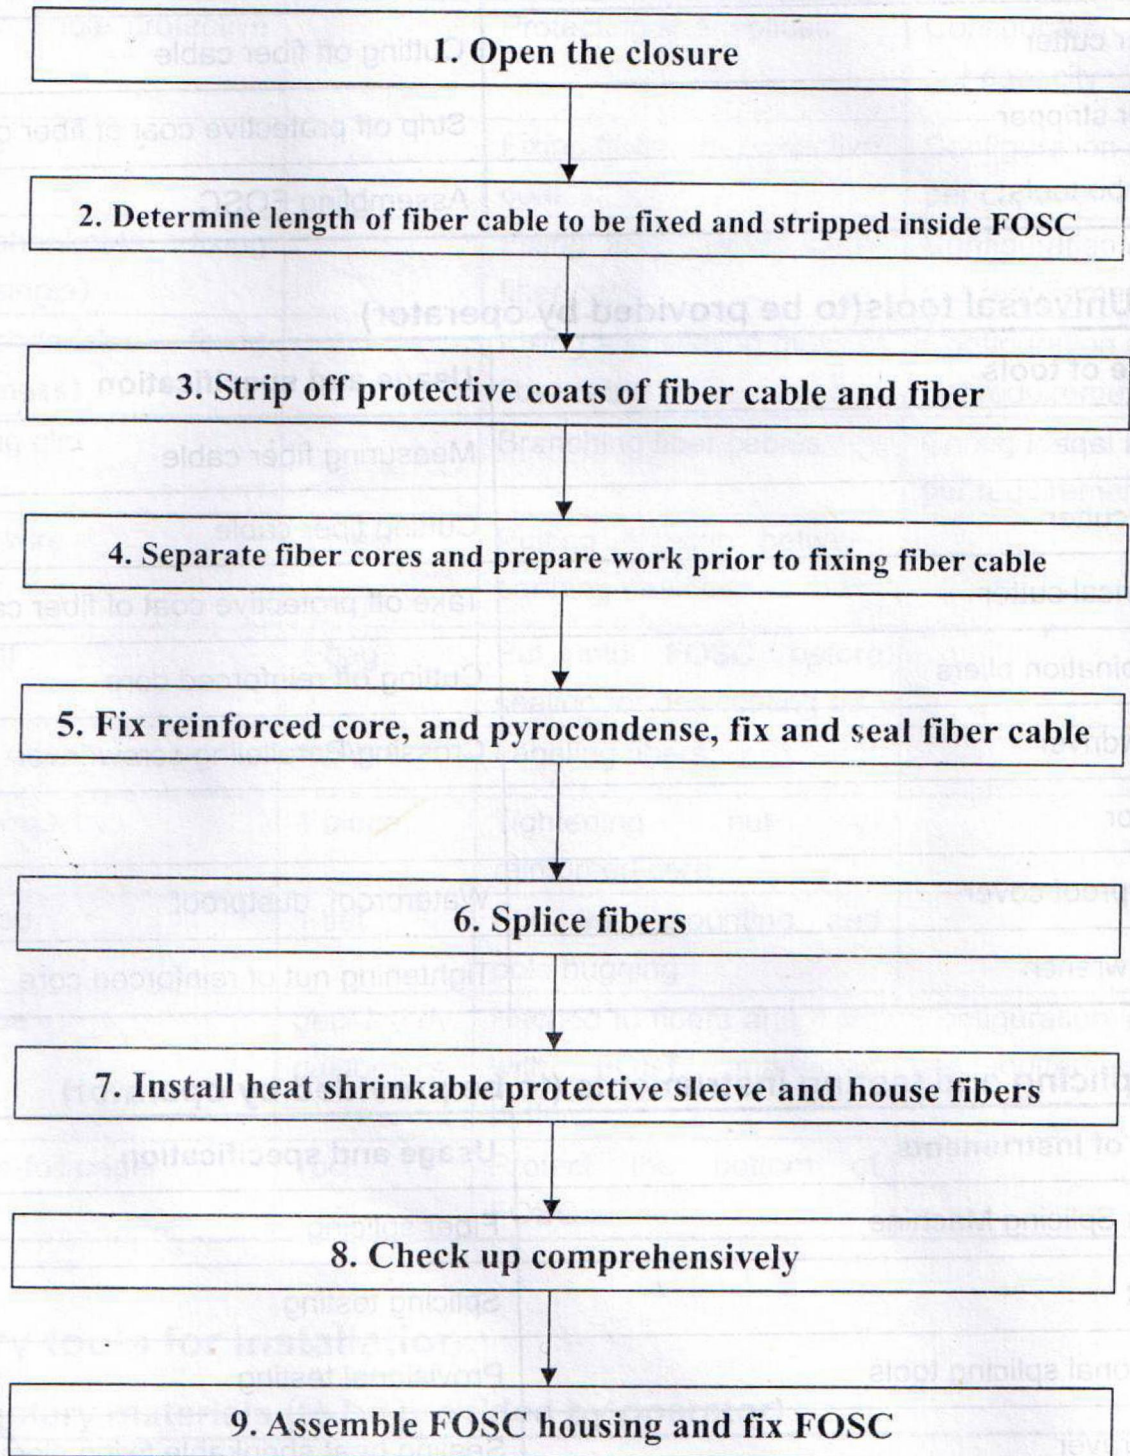 1. Open the closure
2. Determine length of fiber cable to be fixed and stripped inside FOSC
3. Strip off protective coats of fiber cable and fiber
4. Separate fiber cores and prepare work prior to fixing fiber cable
5. Fix reinforced core, and pyrocondense, fix and seal fiber cable
6. Splice fibers
7. Install heat shrinkable protective sleeve and house fibers
8. Check up comprehensively
9. Assemble FOSC housing and fix FOSC